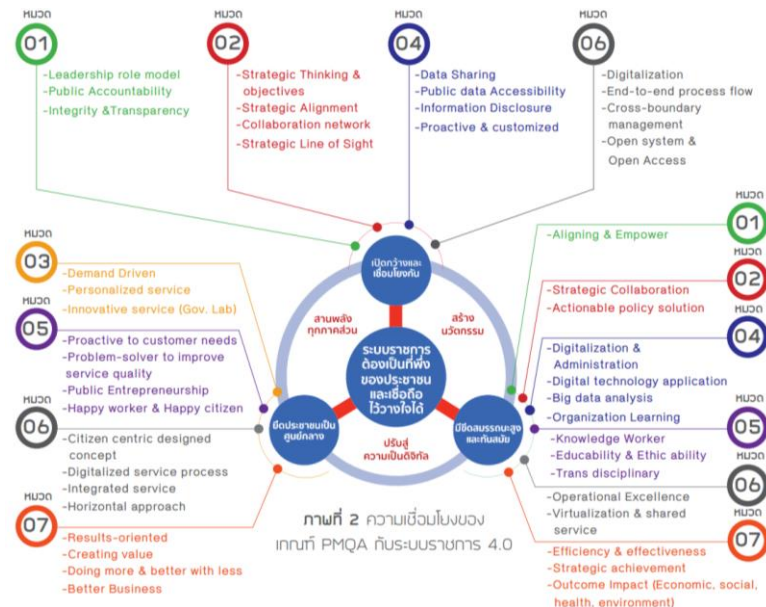 หมวด
01
-Leadership role model
-Public Accountability
-Integrity &Transparency
หมวด
02
-Strategic Thinking &
objectives
-Strategic Alignment
-Collaboration network
-Strategic Line of Sight
หมวด
04
-Data Sharing
-Public data Accessibility
-Information Disclosure
-Proactive & customized
หมวด
06
-Digitalization
-End-to-end process flow
-Cross-boundary
management
-Open system &
Open Access
หมวด
03
-Demand Driven
-Personalized service
-Innovative service (Gov. Lab)
หมวด
05
-Proactive to customer needs
-Problem-solver to improve
service quality
-Public Entrepreneurship
-Happy worker & Happy citizen
หมวด
06
-Citizen centric designed
concept
-Digitalized service process
-Integrated service
-Horizontal approach
หมวด
07
-Results-oriented
-Creating value
-Doing more & better with less
-Better Business
เปิดกว้างและ
เชื่อมโยงกัน
สานพลัง
ทุกภาคส่วน
สร้าง
นวัตกรรม
ระบบราชการ
ต้องเป็นที่พึ่ง
ของประชาชน
และเชื่อถือ
ไว้วางใจได้
ยึดประชาชนเป็น
ศูนย์กลาง
มีขีดสมรรถนะสูง
และทันสมัย
ปรับสู่
ความเป็นดิจิทัล
หมวด
01
-Aligning & Empower
หมวด
02
-Strategic Collaboration
-Actionable policy solution
หมวด
04
-Digitalization &
Administration
-Digital technology application
-Big data analysis
-Organization Learning
หมวด
05
-Knowledge Worker
-Educability & Ethic ability
-Trans disciplinary
หมวด
06
-Operational Excellence
-Virtualization & shared
service
หมวด
07
-Efficiency & effectiveness
-Strategic achievement
-Outcome Impact (Economic, social,
health, environment)
ภาพที่ 2 ความเชื่อมโยงของ
เกณฑ์ PMQA กับระบบราชการ 4.0